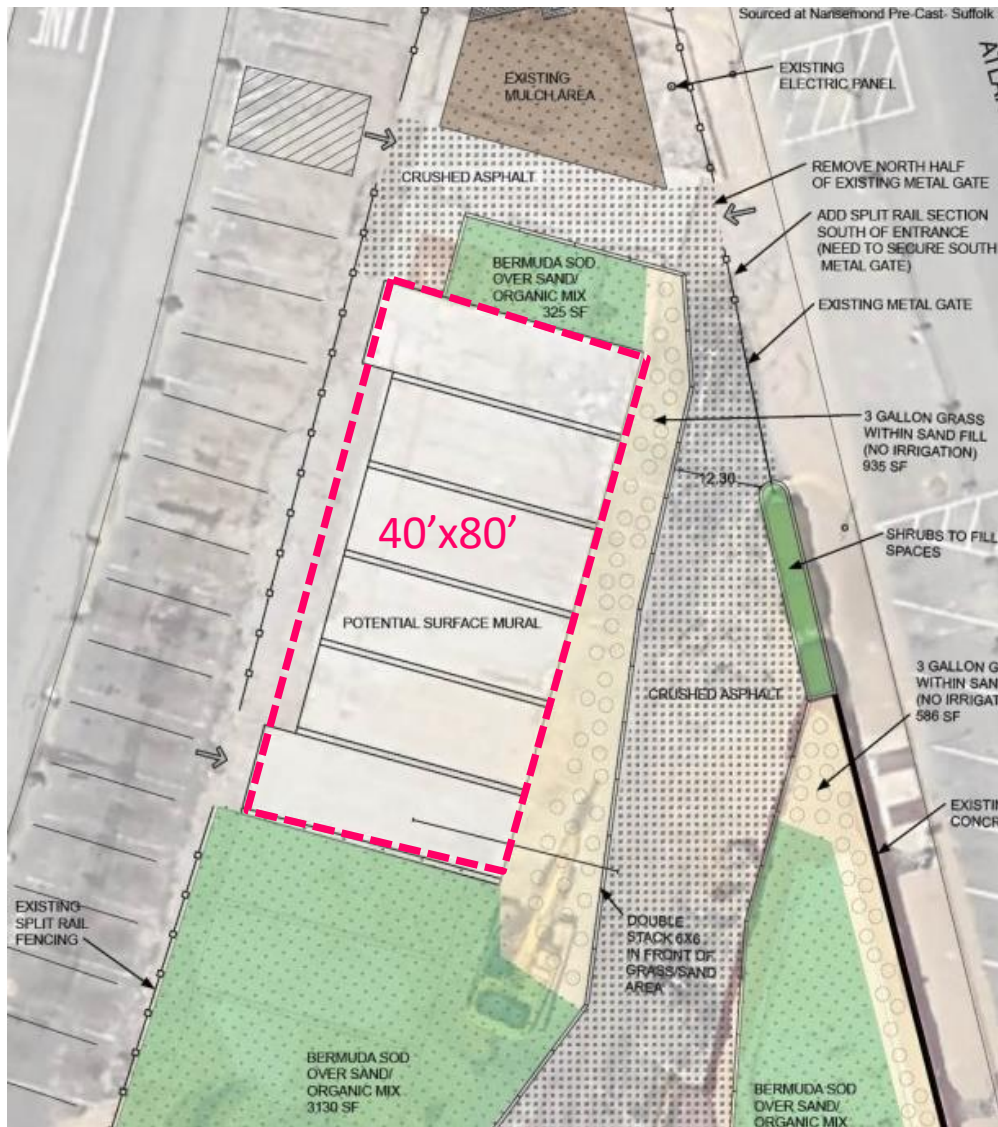 Sourced at Nansemond Pre-Cast- Suffolk
EXISTING
MULCH AREA
EXISTING
ELECTRIC PANEL
CRUSHED ASPHALT
REMOVE NORTH HALF
OF EXISTING METAL GATE
ADD SPLIT RAIL SECTION
SOUTH OF ENTRANCE
(NEED TO SECURE SOUTH
METAL GATE)
BERMUDA SOD
OVER SAND/
ORGANIC MIX
325 SF
EXISTING METAL GATE
3 GALLON GRASS
WITHIN SAND FILL
(NO IRRIGATION)
935 SF
12.30
40'x80'
SHRUBS TO FILL
SPACES
POTENTIAL SURFACE MURAL
CRUSHED ASPHALT
3 GALLON G
WITHIN SAN
(NO IRRIGAT
586 SF
EXISTIN
CONCR
EXISTING
SPLIT RAIL
FENCING
DOUBLE
STACK 6X6
IN FRONT OF
GRASS/SAND
AREA
BERMUDA SOD
OVER SAND/
ORGANIC MIX
3130 SF
BERMUDA SOD
OVER SAND/
ORGANIC MIX